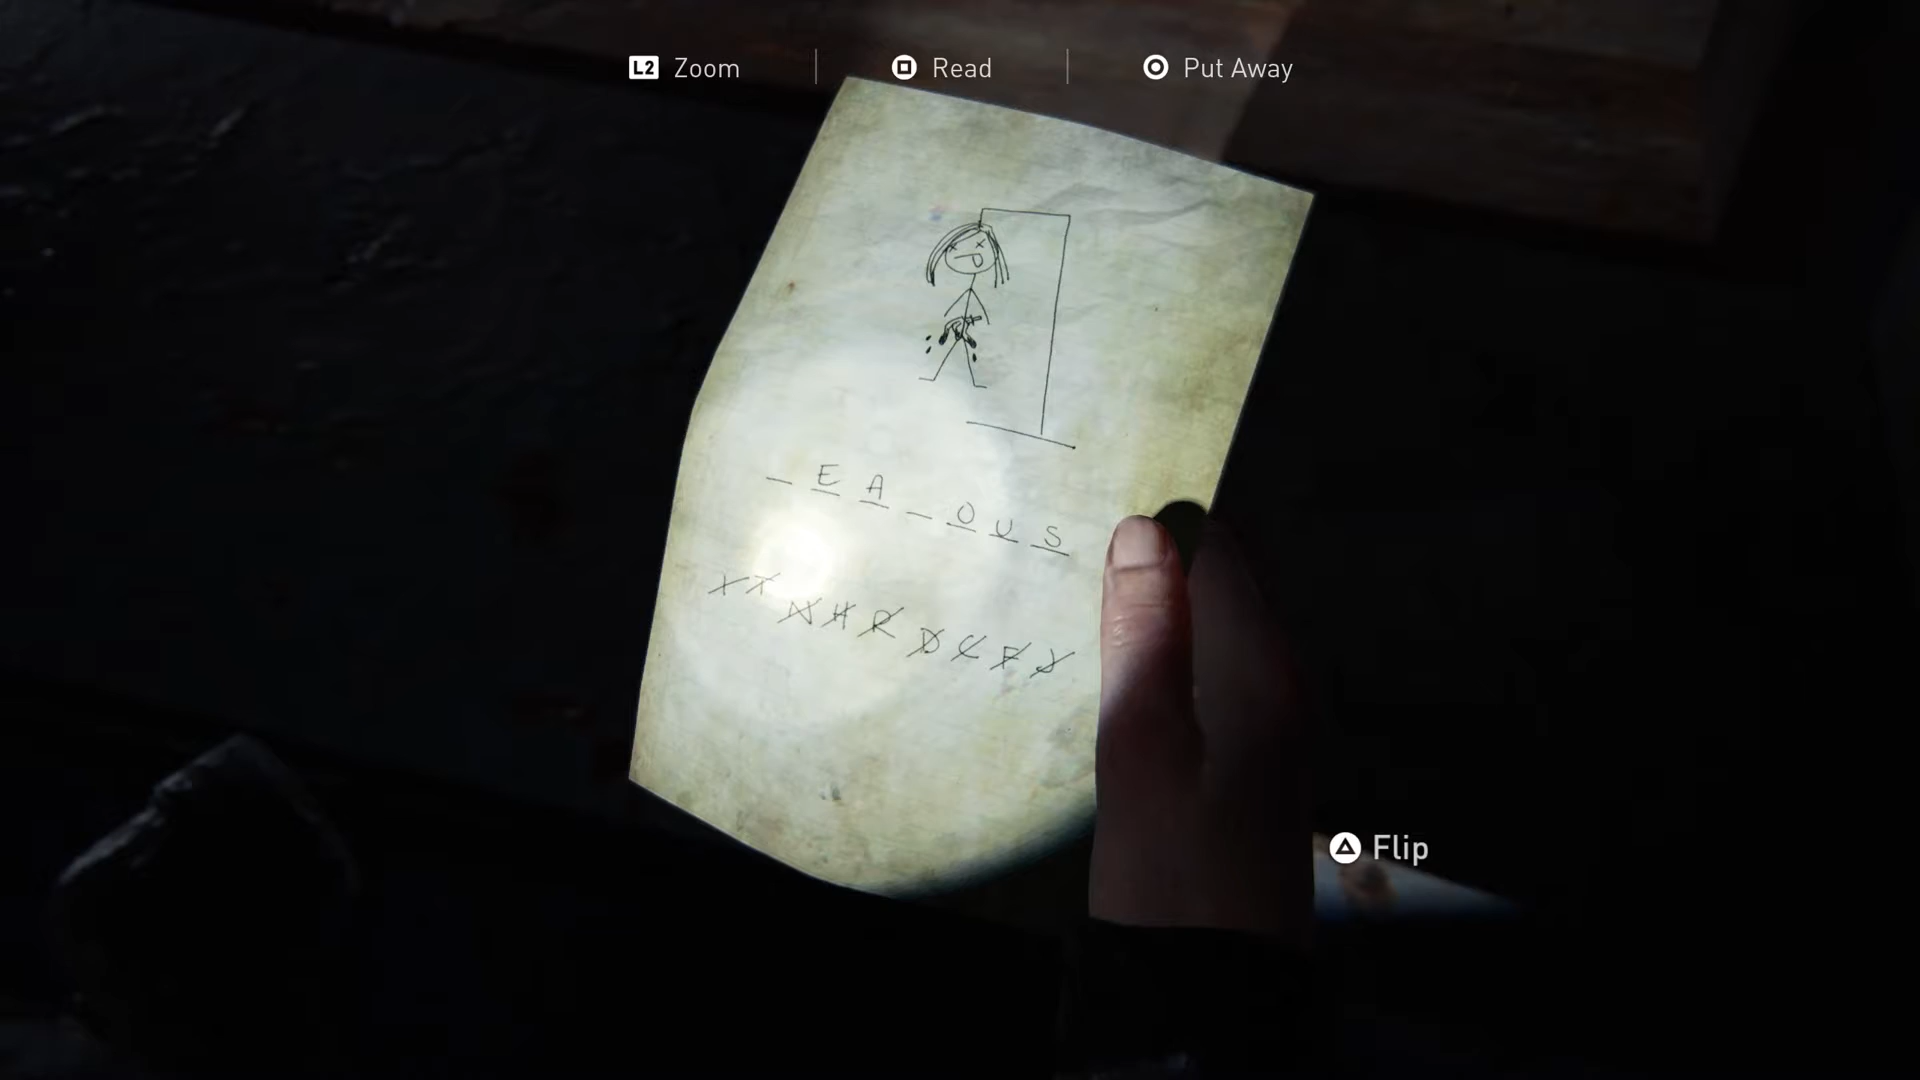 L2 Zoom | Read | Put Away
_ E A _ O U S
N H R D C F J
Flip